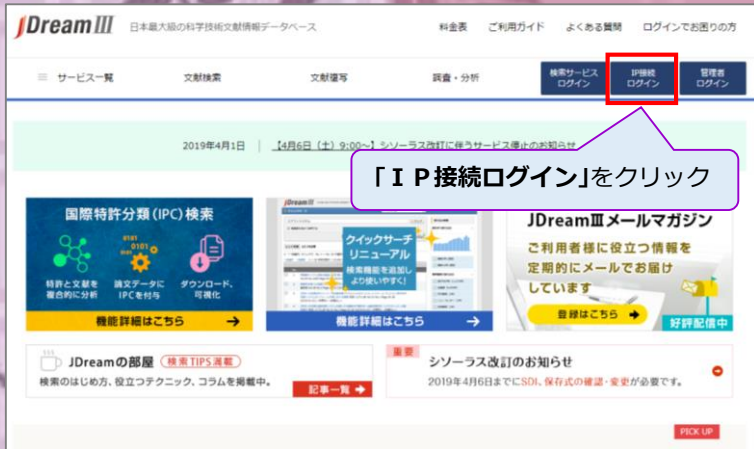 JDreamⅢ 日本最大級の科学技術文献情報データベース 料金表 ご利用ガイド よくある質問 ログインでお困りの方
サービス一覧 文献検索 文献複写 調査・分析 検索サービス
ログイン IP接続
ログイン 管理者
ログイン
2019年4月1日 | 【4月6日（土）9:00~】シソーラス改訂に伴うサービス停止のお知らせ
「ＩＰ接続ログイン」をクリック
国際特許分類(IPC)検索
特許と文献を
複合的に分析
論文データに
IPCを付与
ダウンロード、
可視化
機能詳細はこちら →
JDreamⅢ
クイックサーチ
リニューアル
検索機能を追加し
より使いやすく!
機能詳細はこちら →
JDreamⅢメールマガジン
ご利用者様に役立つ情報を
定期的にメールでお届け
しています
登録はこちら
好評配信中
JDreamの部屋 (検索TIPS満載)
検索のはじめ方、役立つテクニック、コラムを掲載中。
記事一覧
重要
シソーラス改訂のお知らせ
2019年4月6日までにSDI、保存式の確認・変更が必要です。
PICK UP